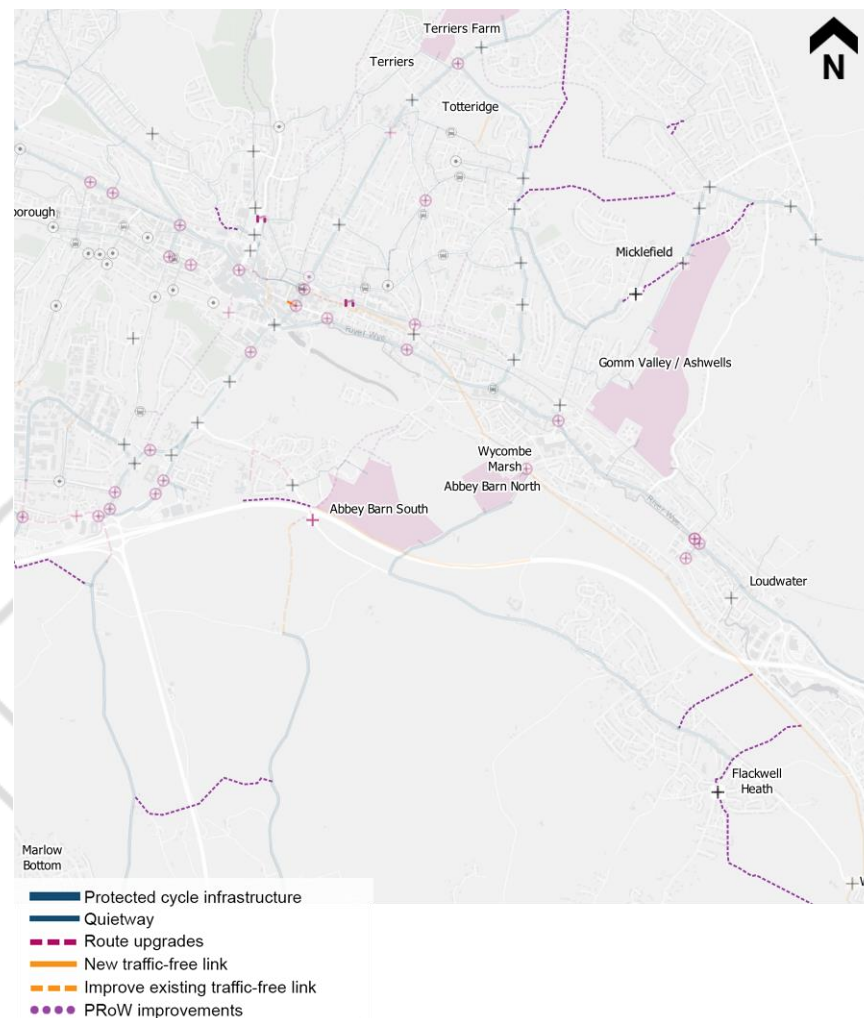 Terriers Farm
Terriers
N
Totteridge
borough
Micklefield
River Wye
Gomm Valley / Ashwells
Wycombe
Marsh
Abbey Barn North
Abbey Barn South
River Wye
Loudwater
Flackwell
Heath
Marlow
Bottom
W
Protected cycle infrastructure
Quietway
Route upgrades
New traffic-free link
Improve existing traffic-free link
PRoW improvements